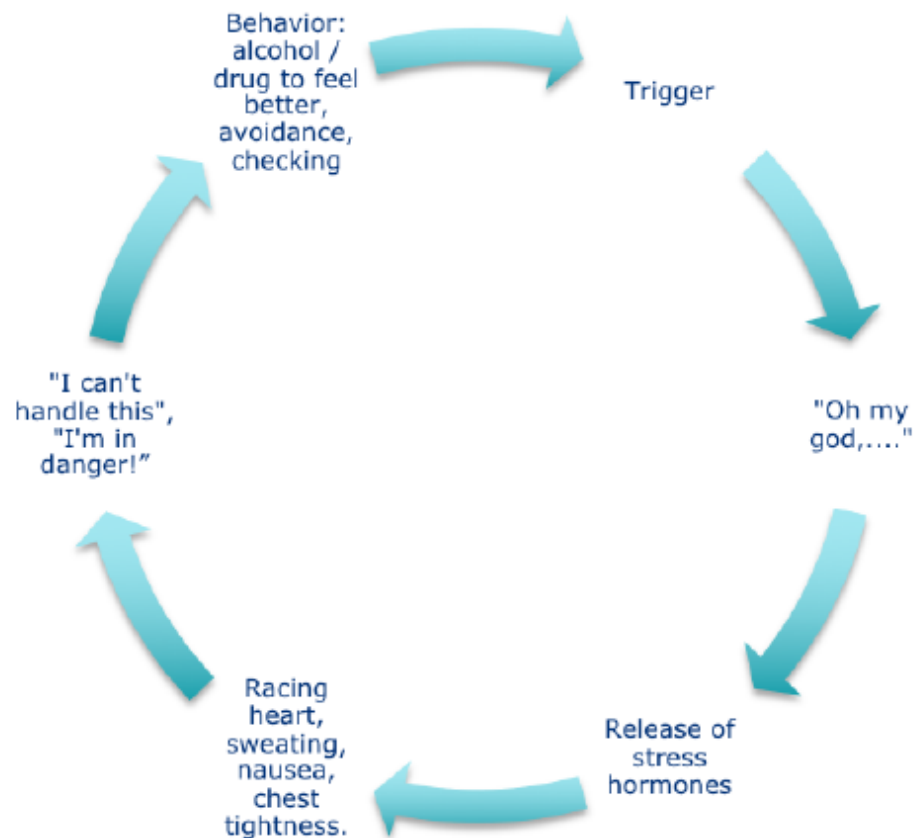 Behavior:
alcohol /
drug to feel
better,
avoidance,
checking
Trigger
"Oh my
god,...."
Release of
stress
hormones
Racing
heart,
sweating,
nausea,
chest
tightness.
"I can't
handle this",
"I'm in
danger!”